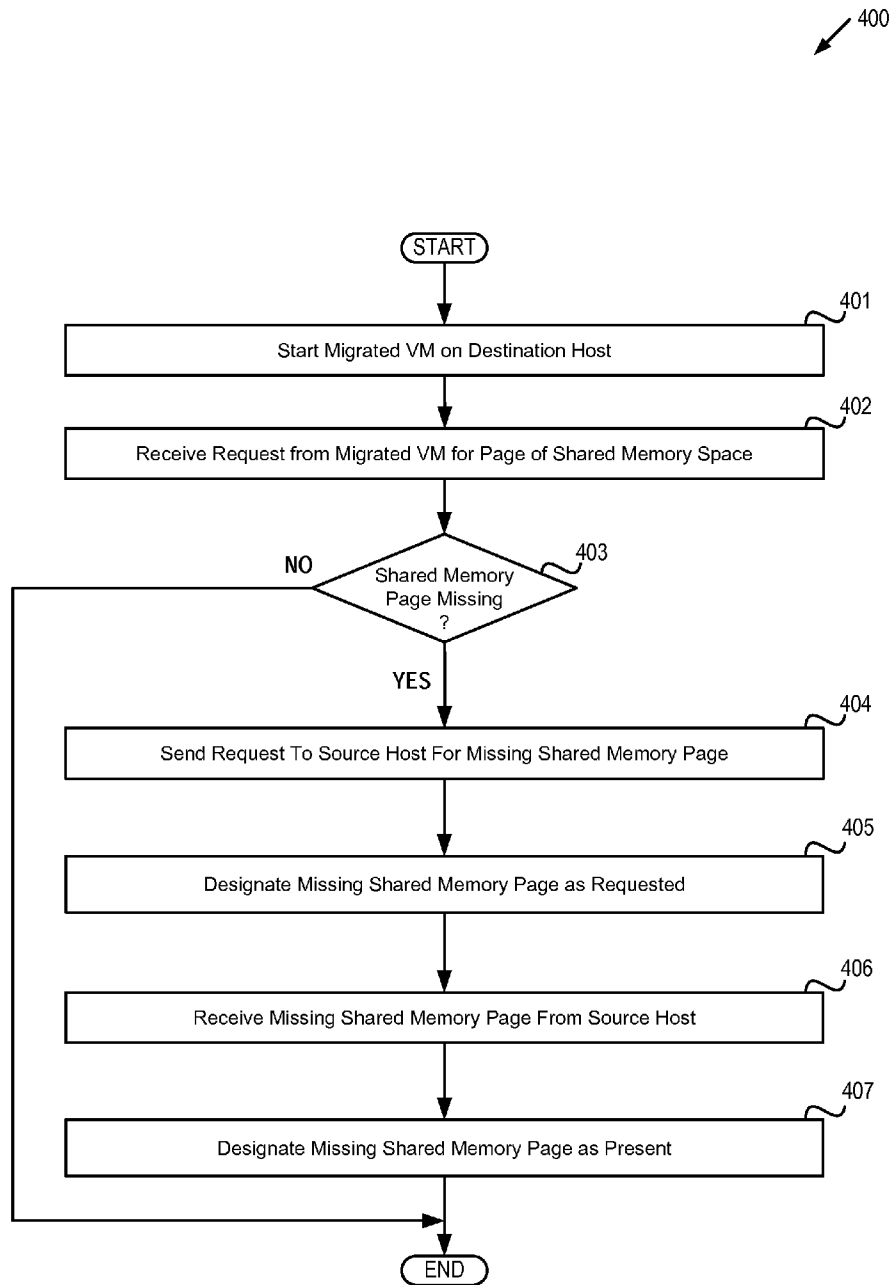 400
START
401
Start Migrated VM on Destination Host
402
Receive Request from Migrated VM for Page of Shared Memory Space
403
NO
Shared Memory
Page Missing
?
YES
404
Send Request To Source Host For Missing Shared Memory Page
405
Designate Missing Shared Memory Page as Requested
406
Receive Missing Shared Memory Page From Source Host
407
Designate Missing Shared Memory Page as Present
END